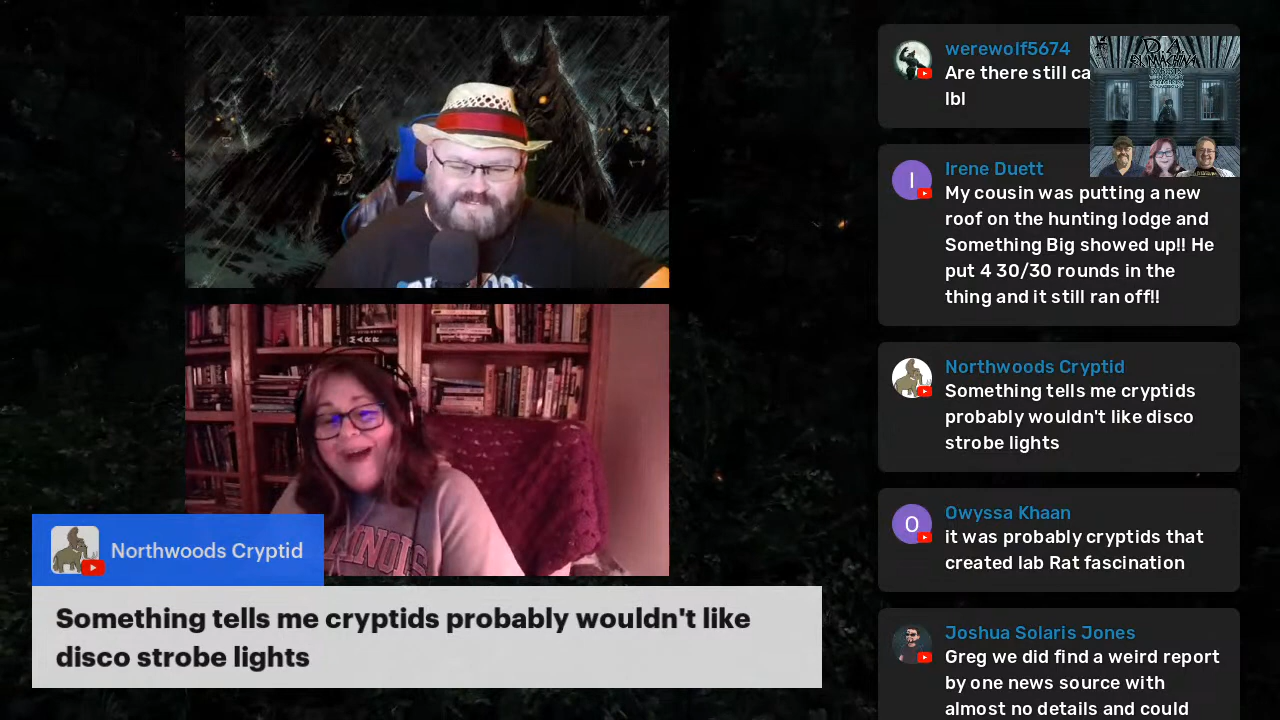 werewolf5674
Are there still ca
lbl
Irene Duett
My cousin was putting a new
roof on the hunting lodge and
Something Big showed up!! He
put 4 30/30 rounds in the
thing and it still ran off!!
Northwoods Cryptid
Something tells me cryptids
probably wouldn't like disco
strobe lights
Owyssa Khaan
it was probably cryptids that
created lab Rat fascination
Joshua Solaris Jones
Greg we did find a weird report
by one news source with
almost no details and could
MARR
ILLINOIS
Northwoods Cryptid
Something tells me cryptids probably wouldn't like
disco strobe lights